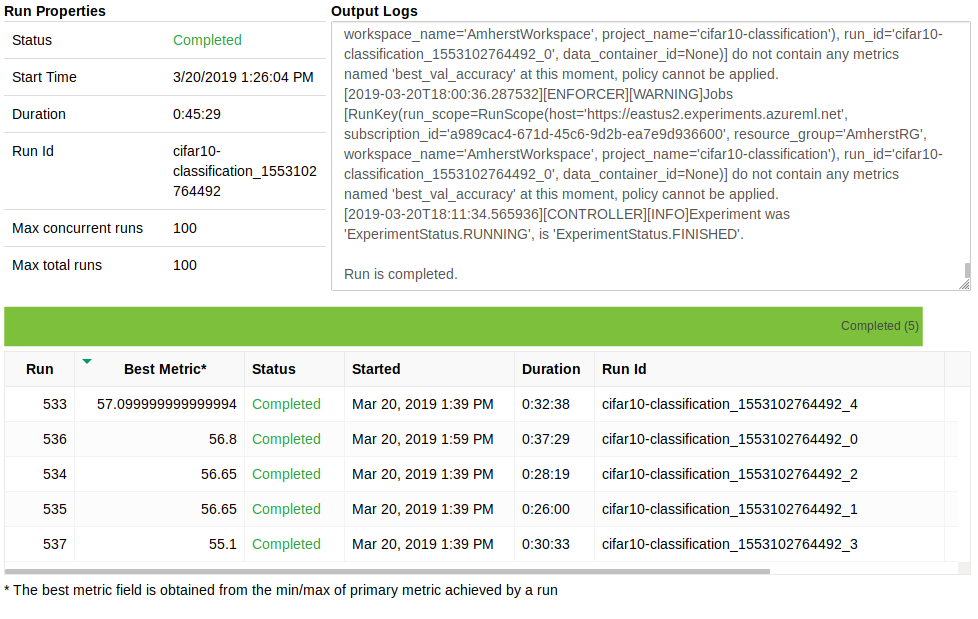 Run Properties
Status Completed
Start Time 3/20/2019 1:26:04 PM
Duration 0:45:29
Run Id cifar10-
classification_1553102
764492
Max concurrent runs 100
Max total runs 100
Output Logs
workspace_name='AmherstWorkspace', project_name='cifar10-classification'), run_id='cifar10-
classification_1553102764492_0', data_container_id=None)] do not contain any metrics
named 'best_val_accuracy' at this moment, policy cannot be applied.
[2019-03-20T18:00:36.287532][ENFORCER][WARNING]Jobs
[RunKey(run_scope=RunScope(host='https://eastus2.experiments.azureml.net',
subscription_id='a989cac4-671d-45c6-9d2b-ea7e9d936600', resource_group='AmherstRG',
workspace_name='AmherstWorkspace', project_name='cifar10-classification'), run_id='cifar10-
classification_1553102764492_0', data_container_id=None)] do not contain any metrics
named 'best_val_accuracy' at this moment, policy cannot be applied.
[2019-03-20T18:11:34.565936][CONTROLLER][INFO]Experiment was
'ExperimentStatus.RUNNING', is 'ExperimentStatus.FINISHED'.
Run is completed.
Completed (5)
Run Best Metric* Status Started Duration Run Id
533 57.099999999999994 Completed Mar 20, 2019 1:39 PM 0:32:38 cifar10-classification_1553102764492_4
536 56.8 Completed Mar 20, 2019 1:59 PM 0:37:29 cifar10-classification_1553102764492_0
534 56.65 Completed Mar 20, 2019 1:39 PM 0:28:19 cifar10-classification_1553102764492_2
535 56.65 Completed Mar 20, 2019 1:39 PM 0:26:00 cifar10-classification_1553102764492_1
537 55.1 Completed Mar 20, 2019 1:39 PM 0:30:33 cifar10-classification_1553102764492_3
* The best metric field is obtained from the min/max of primary metric achieved by a run